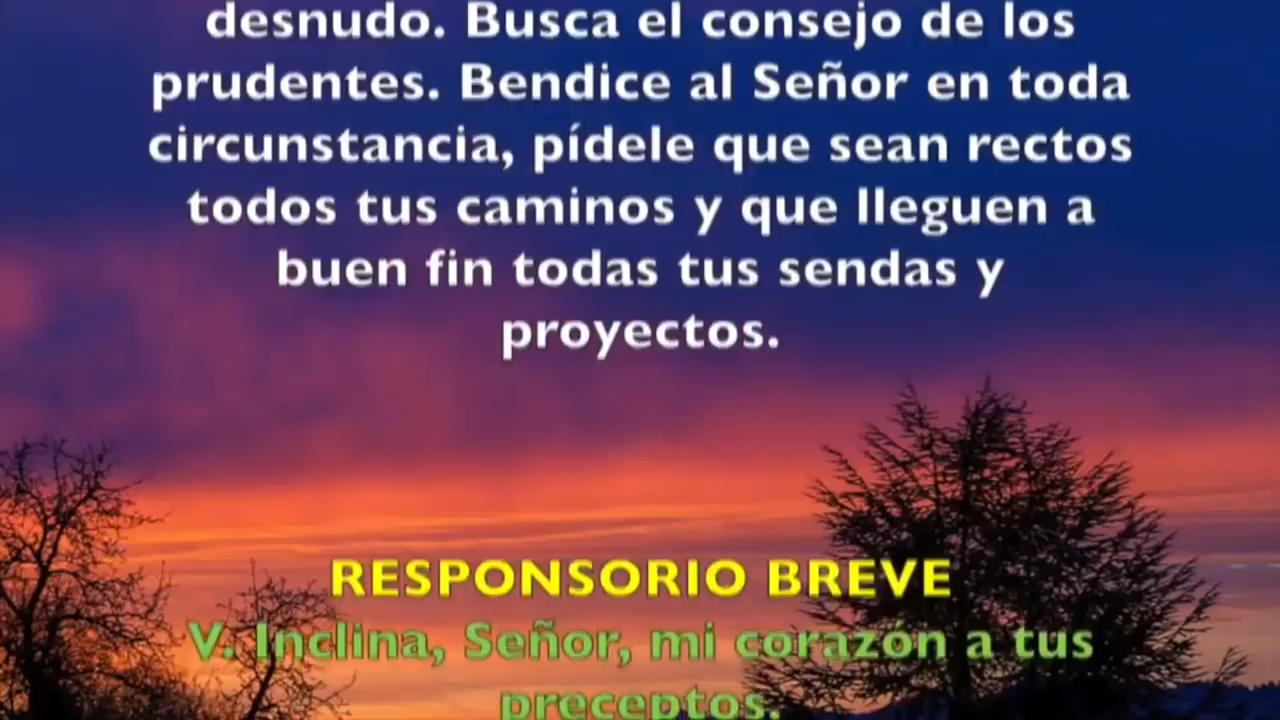 desnudo. Busca el consejo de los
prudentes. Bendice al Señor en toda
circunstancia, pídele que sean rectos
todos tus caminos y que lleguen a
buen fin todas tus sendas y
proyectos.
RESPONSORIO BREVE
V. Inclina, Señor, mi corazón a tus
preceptos.